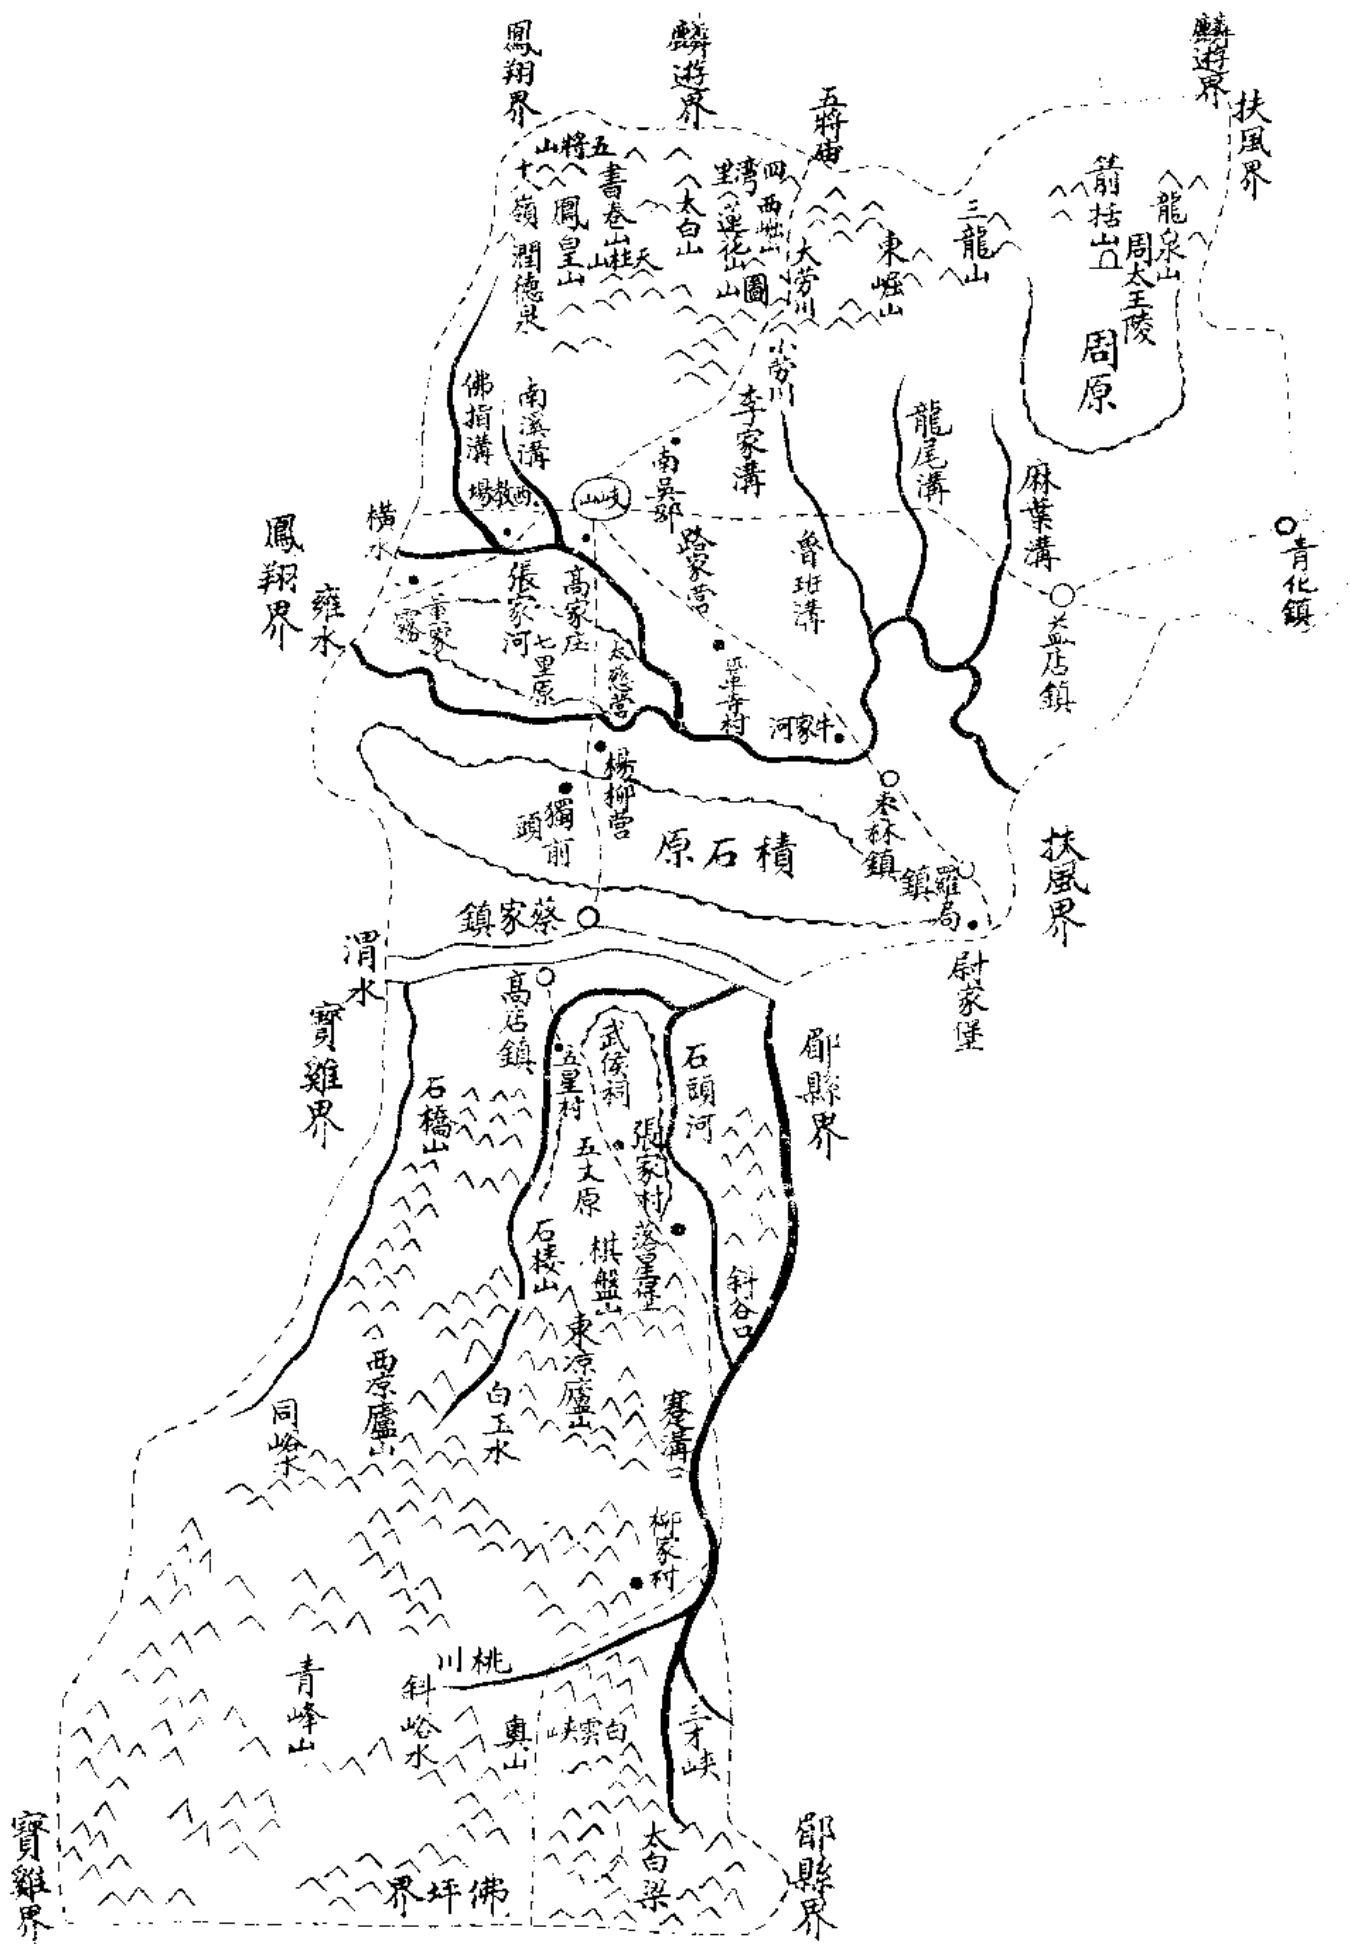 鳳翔界
麟遊界
麟遊界
扶風界
五將廟
五將山
十八嶺
書卷山
鳳皇山
天柱山
潤德泉
太白山
四灣里
蓮花山
西崛山
圖山
大勞川
小勞川
東崛山
三龍山
箭括山
龍泉山
周太王陵
周原
佛指溝
南溪溝
西教場
岐山
南吳邵
李家溝
龍尾溝
麻葉溝
青化鎮
鳳翔界
橫水
雍水
張家河
高家庄
七里原
太慈營
路家營
魯班溝
益店鎮
牛家河
楊柳營
獨前頭
積石原
棗林鎮
羅局鎮
扶風界
尉家堡
蔡家鎮
渭水
高店鎮
寶雞界
郿縣界
石橋山
五星村
武侯祠
石頭河
五丈原
張家村
石楼山
棋盤山
落星堡
斜谷口
東凉廬山
西凉廬山
白玉水
同峪水
蹇溝口
柳家村
桃川
斜峪水
青峰山
奧山
白雲峽
三才峽
太白梁
佛坪界
寶雞界
郿縣界